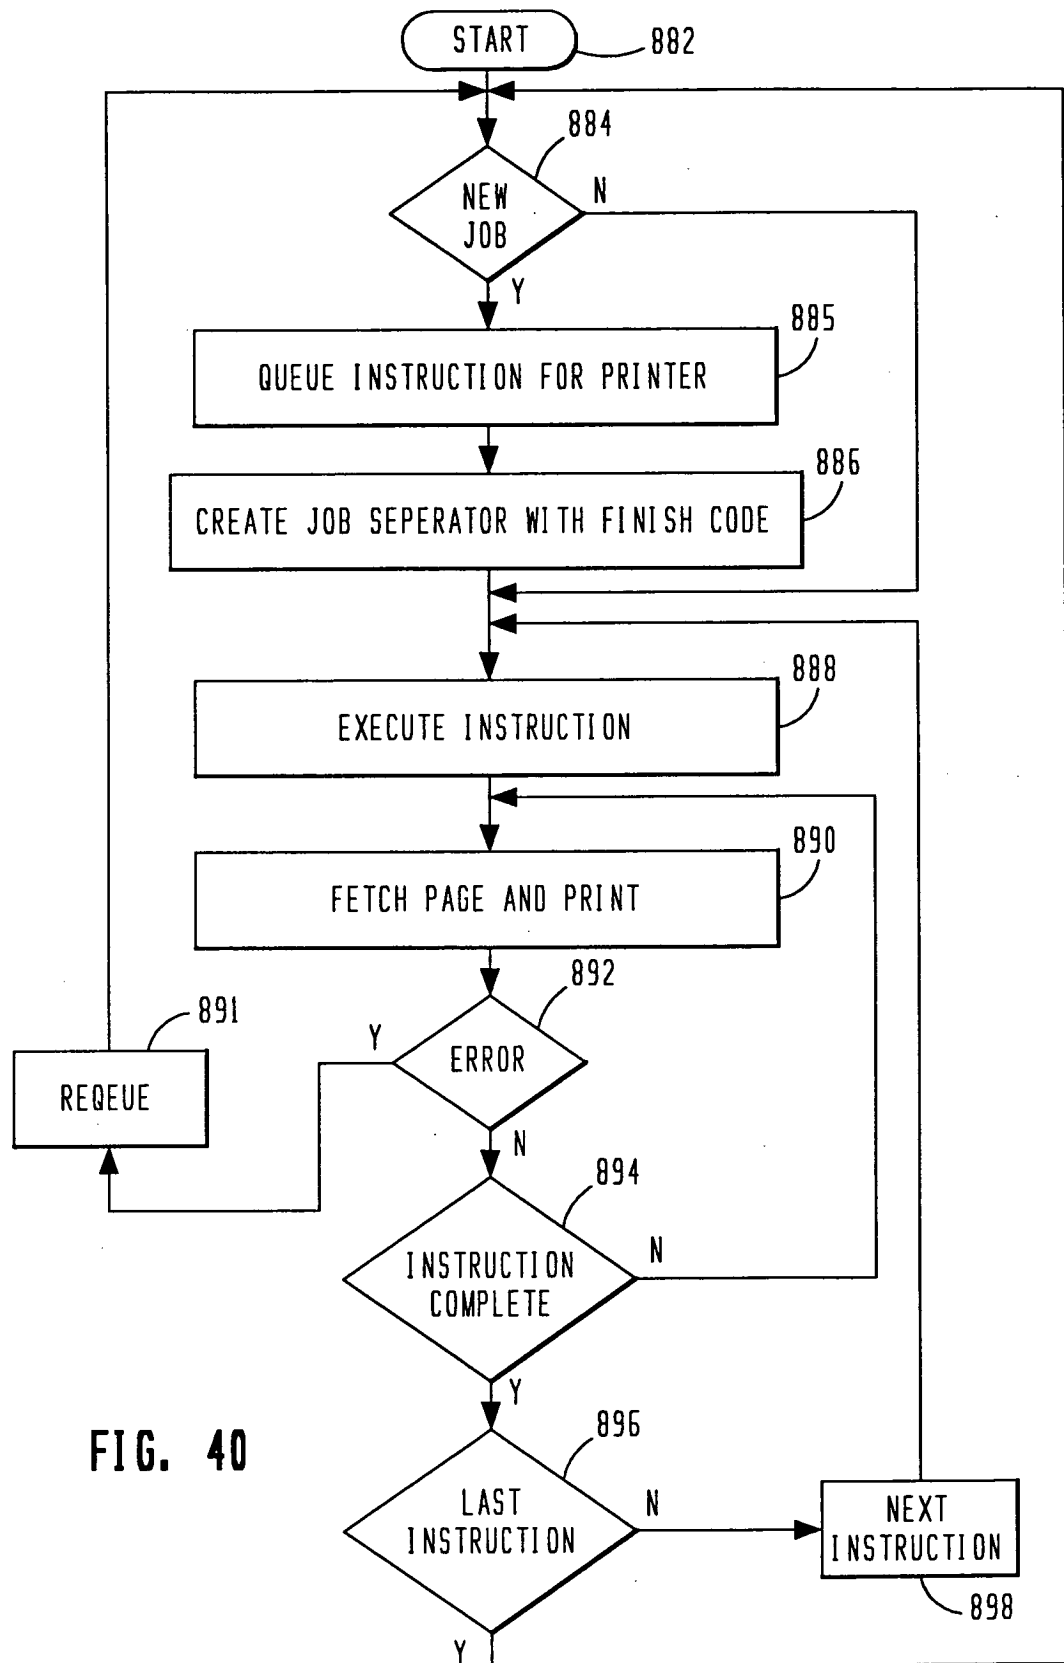 START
882
884
NEW
JOB
N
Y
885
QUEUE INSTRUCTION FOR PRINTER
886
CREATE JOB SEPERATOR WITH FINISH CODE
888
EXECUTE INSTRUCTION
890
FETCH PAGE AND PRINT
892
891
Y
ERROR
REQEUE
N
894
INSTRUCTION
COMPLETE
N
Y
896
FIG. 40
LAST
INSTRUCTION
N
NEXT
INSTRUCTION
898
Y